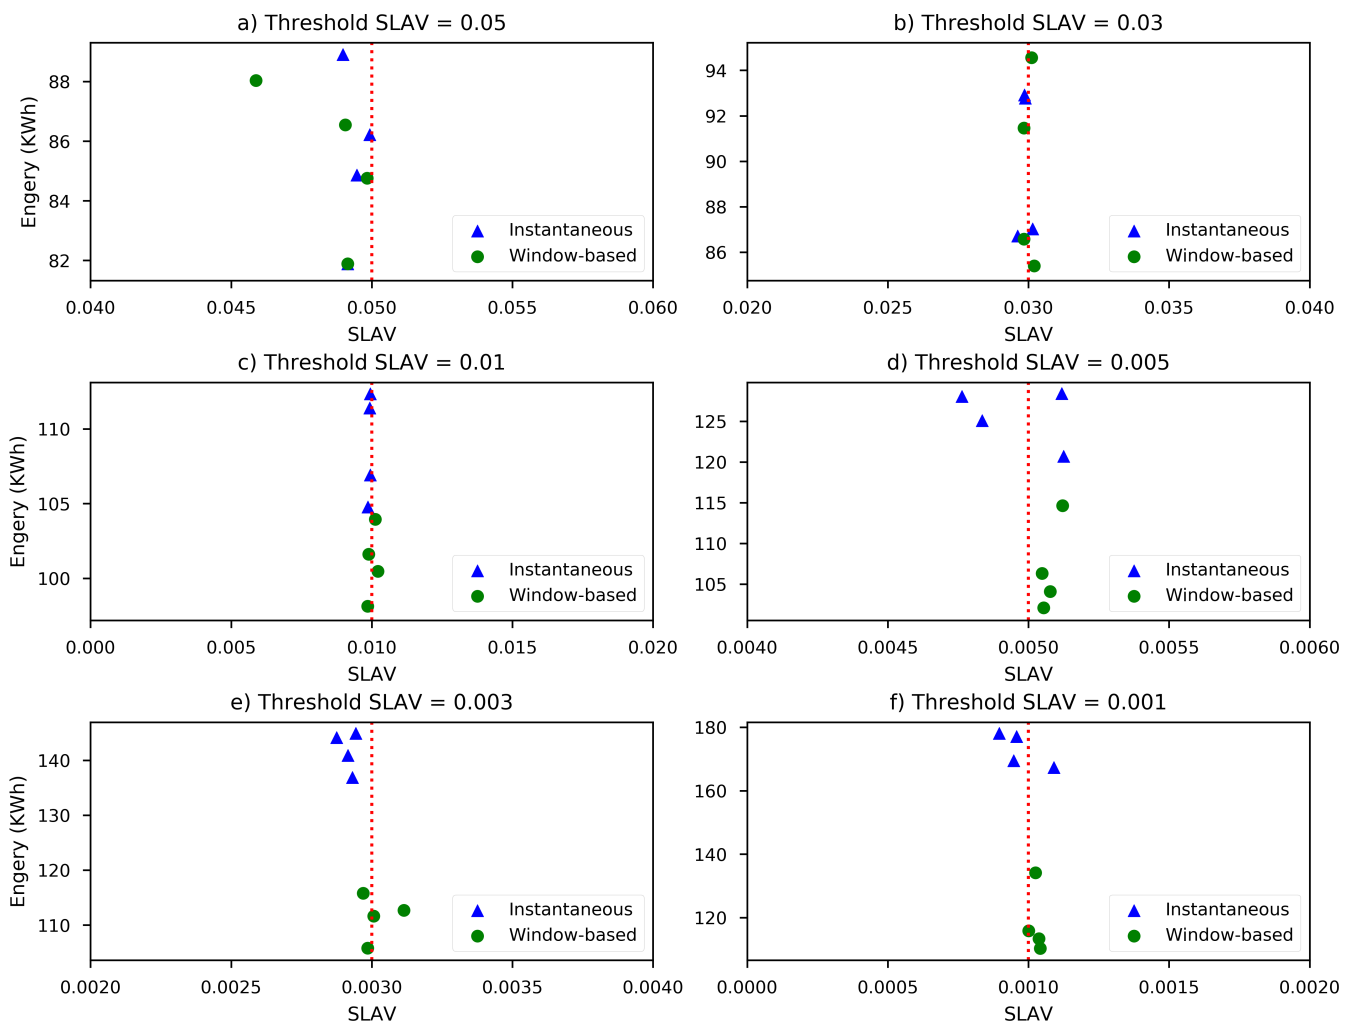 a) Threshold SLAV = 0.05
Engery (KWh)
88
86
84
82
Instantaneous
Window-based
0.040 0.045 0.050 0.055 0.060
SLAV
b) Threshold SLAV = 0.03
94
92
90
88
86
Instantaneous
Window-based
0.020 0.025 0.030 0.035 0.040
SLAV
c) Threshold SLAV = 0.01
Engery (KWh)
110
105
100
Instantaneous
Window-based
0.000 0.005 0.010 0.015 0.020
SLAV
d) Threshold SLAV = 0.005
125
120
115
110
105
Instantaneous
Window-based
0.0040 0.0045 0.0050 0.0055 0.0060
SLAV
e) Threshold SLAV = 0.003
Engery (KWh)
140
130
120
110
Instantaneous
Window-based
0.0020 0.0025 0.0030 0.0035 0.0040
SLAV
f) Threshold SLAV = 0.001
180
160
140
120
Instantaneous
Window-based
0.0000 0.0005 0.0010 0.0015 0.0020
SLAV